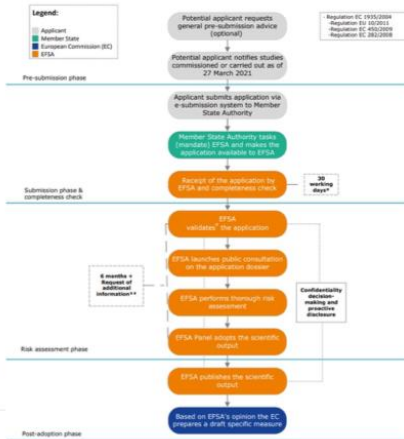 Legend:
Applicant
Member State
European Commission (EC)
EFSA
Potential applicant requests
general pre-submission advice
(optional)
- Regulation EC 1935/2004
-Regulation EU 10/2011
-Regulation EC 450/2009
-Regulation EC 282/2008
Potential applicant notifies studies
commissioned or carried out as of
27 March 2021
Pre-submission phase
Applicant submits application via
e-submission system to Member
State Authority
Member State Authority tasks
(mandate) EFSA and makes the
application available to EFSA
Receipt of the application by
EFSA and completeness check
30
working
days*
Submission phase &
completeness check
EFSA
validates* the application
EFSA launches public consultation
on the application dossier
6 months +
Request of
additional
information**
EFSA performs thorough risk
assessment
Confidentiality
decision-
making and
proactive
disclosure
EFSA Panel adopts the scientific
output
Risk assessment phase
EFSA publishes the scientific
output
Based on EFSA's opinion the EC
prepares a draft specific measure
Post-adoption phase